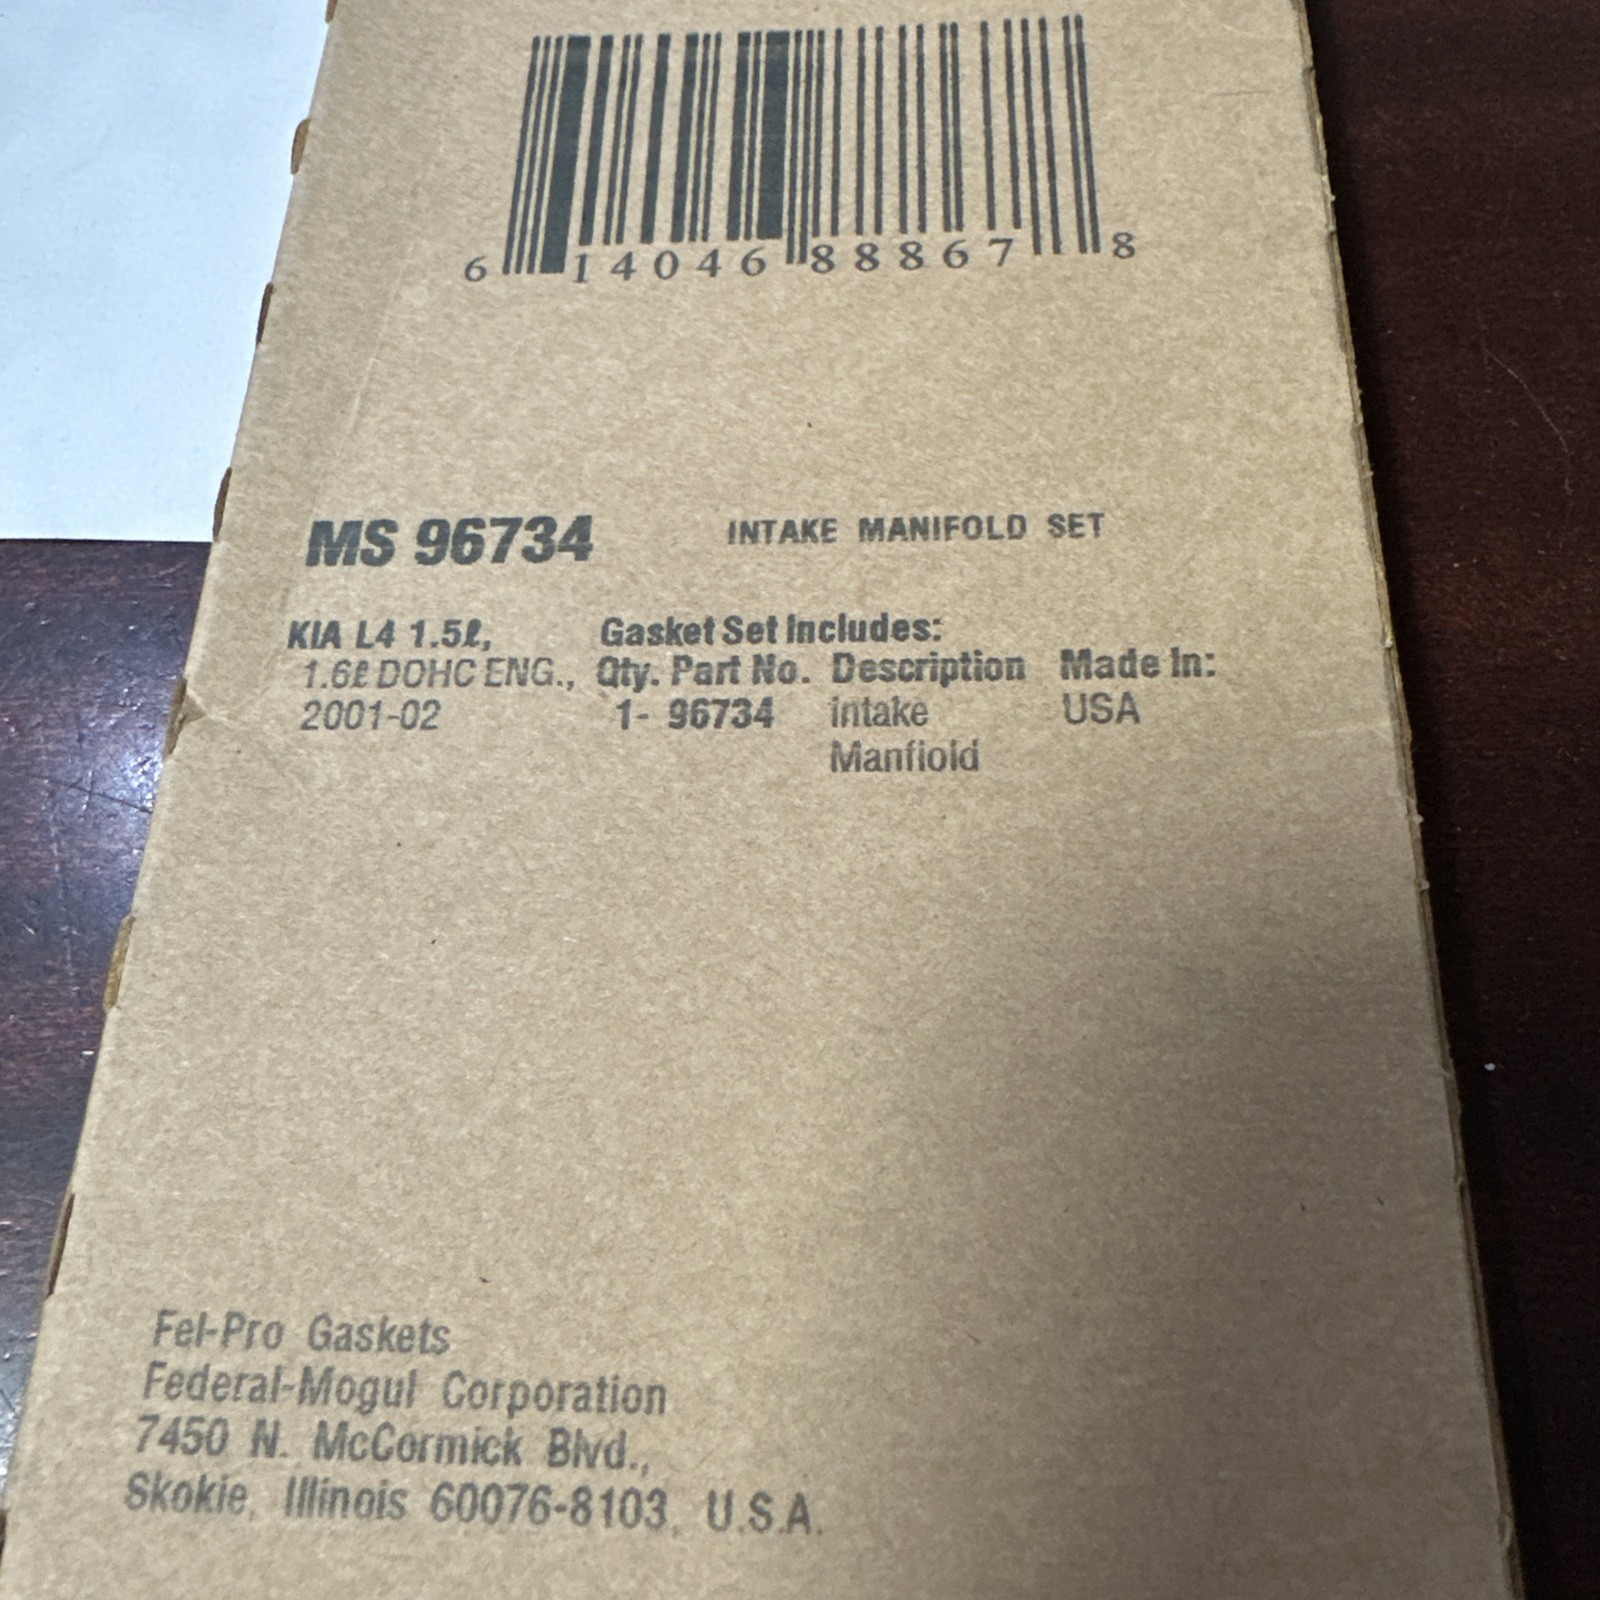 6 14046 88867 8
MS 96734 INTAKE MANIFOLD SET
KIA L4 1.5ℓ, Gasket Set Includes:
1.6ℓ DOHC ENG., Qty. Part No. Description Made In:
2001-02 1- 96734 intake USA
Manfiold
Fel-Pro Gaskets
Federal-Mogul Corporation
7450 N. McCormick Blvd.,
Skokie, Illinois 60076-8103, U.S.A.